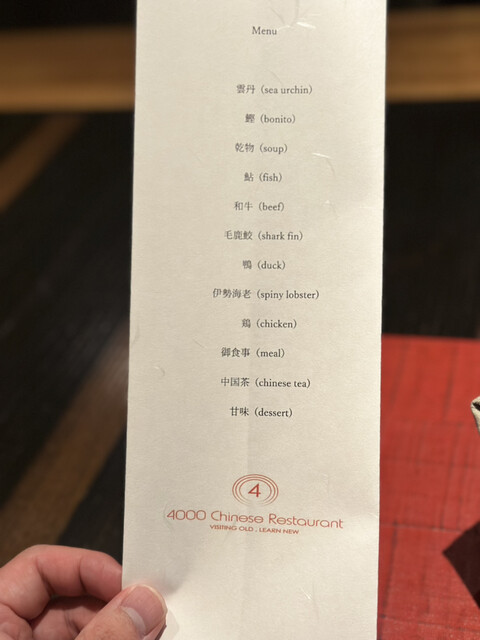 Menu
雲丹（sea urchin）
鰹（bonito）
乾物（soup）
鮎（fish）
和牛（beef）
毛鹿鮫（shark fin）
鴨（duck）
伊勢海老（spiny lobster）
鶏（chicken）
御食事（meal）
中国茶（chinese tea）
甘味（dessert）
4
4000 Chinese Restaurant
VISITING OLD , LEARN NEW